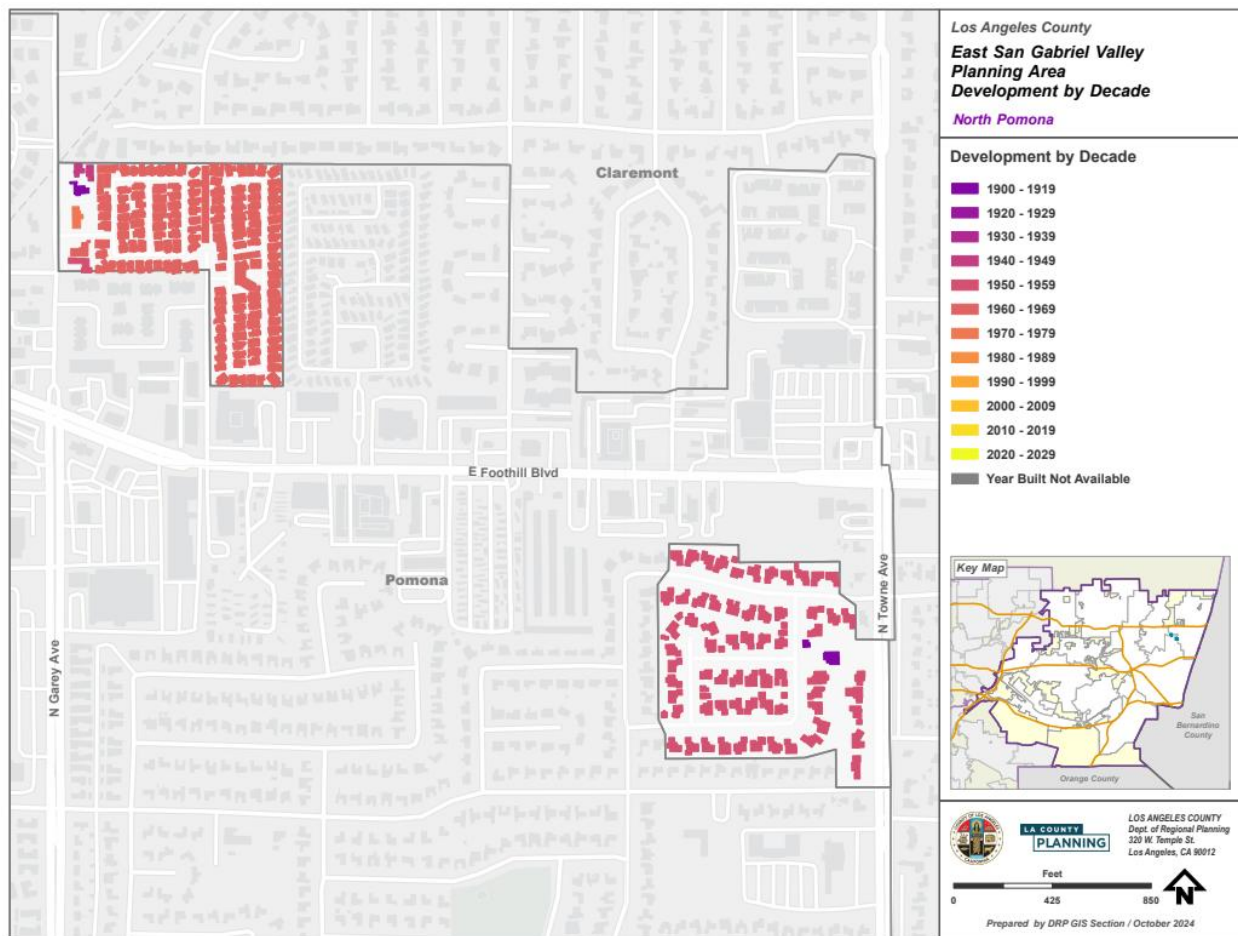 Los Angeles County
East San Gabriel Valley
Planning Area
Development by Decade
North Pomona
Development by Decade
1900 - 1919
1920 - 1929
1930 - 1939
1940 - 1949
1950 - 1959
1960 - 1969
1970 - 1979
1980 - 1989
1990 - 1999
2000 - 2009
2010 - 2019
2020 - 2029
Year Built Not Available
Claremont
E Foothill Blvd
Pomona
N Garey Ave
N Towne Ave
Key Map
San
Bernardino
County
Orange County
LA COUNTY
PLANNING
LOS ANGELES COUNTY
Dept. of Regional Planning
320 W. Temple St.
Los Angeles, CA 90012
Feet
0 425 850
N
Prepared by DRP GIS Section / October 2024